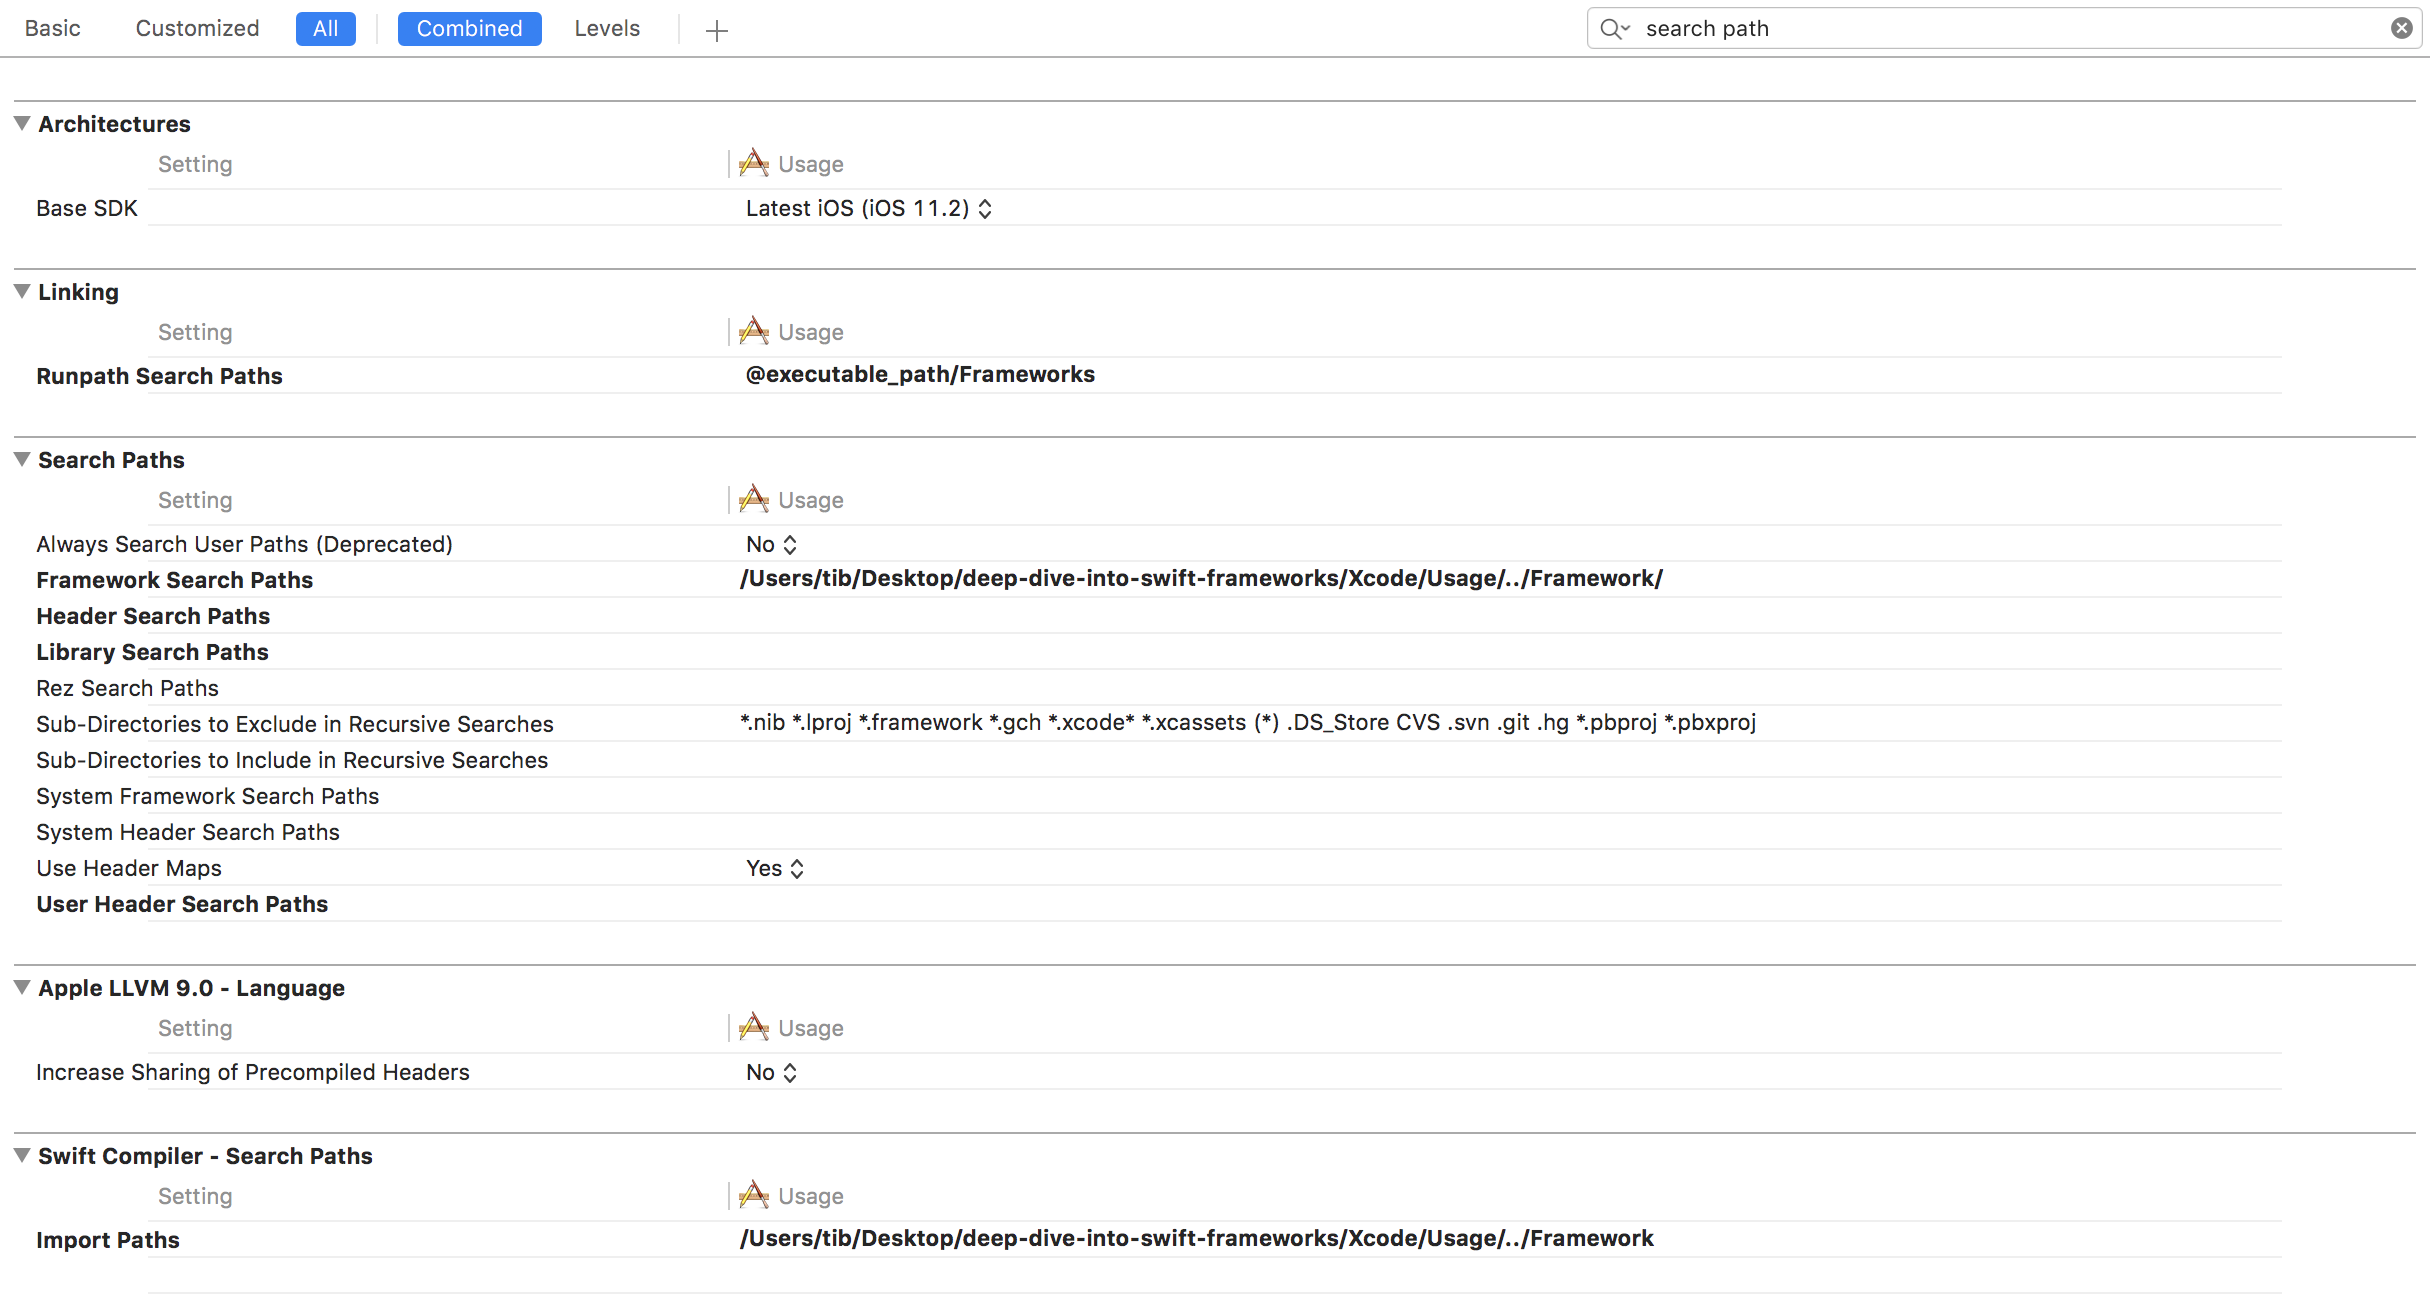 Basic Customized All Combined Levels search path
Architectures
Setting Usage
Base SDK Latest iOS (iOS 11.2)
Linking
Setting Usage
Runpath Search Paths @executable_path/Frameworks
Search Paths
Setting Usage
Always Search User Paths (Deprecated) No
Framework Search Paths /Users/tib/Desktop/deep-dive-into-swift-frameworks/Xcode/Usage/../Framework/
Header Search Paths
Library Search Paths
Rez Search Paths
Sub-Directories to Exclude in Recursive Searches *.nib *.lproj *.framework *.gch *.xcode* *.xcassets (*) .DS_Store CVS .svn .git .hg *.pbproj *.pbxproj
Sub-Directories to Include in Recursive Searches
System Framework Search Paths
System Header Search Paths
Use Header Maps Yes
User Header Search Paths
Apple LLVM 9.0 - Language
Setting Usage
Increase Sharing of Precompiled Headers No
Swift Compiler - Search Paths
Setting Usage
Import Paths /Users/tib/Desktop/deep-dive-into-swift-frameworks/Xcode/Usage/../Framework